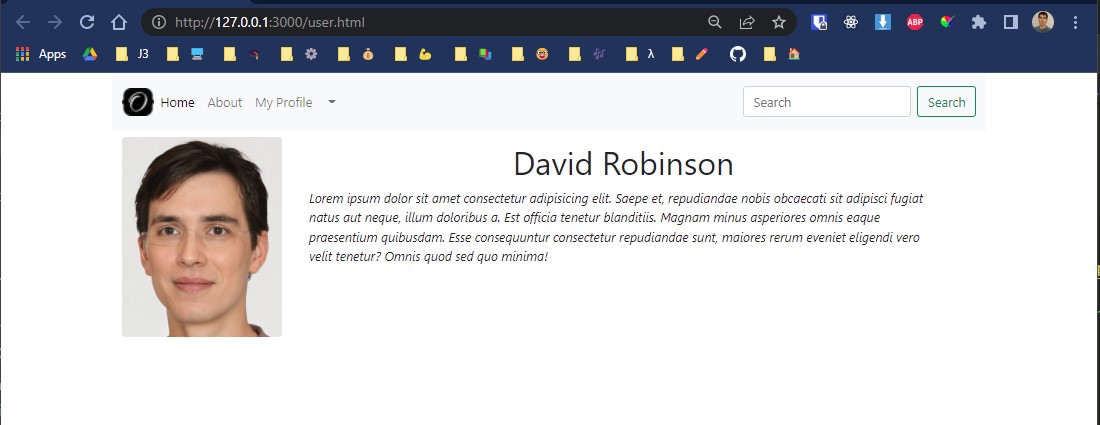 http://127.0.0.1:3000/user.html
Apps
J3
λ
ABP
Home
About
My Profile
Search
Search
David Robinson
Lorem ipsum dolor sit amet consectetur adipisicing elit. Saepe et, repudiandae nobis obcaecati sit adipisci fugiat
natus aut neque, illum doloribus a. Est officia tenetur blanditiis. Magnam minus asperiores omnis eaque
praesentium quibusdam. Esse consequuntur consectetur repudiandae sunt, maiores rerum eveniet eligendi vero
velit tenetur? Omnis quod sed quo minima!